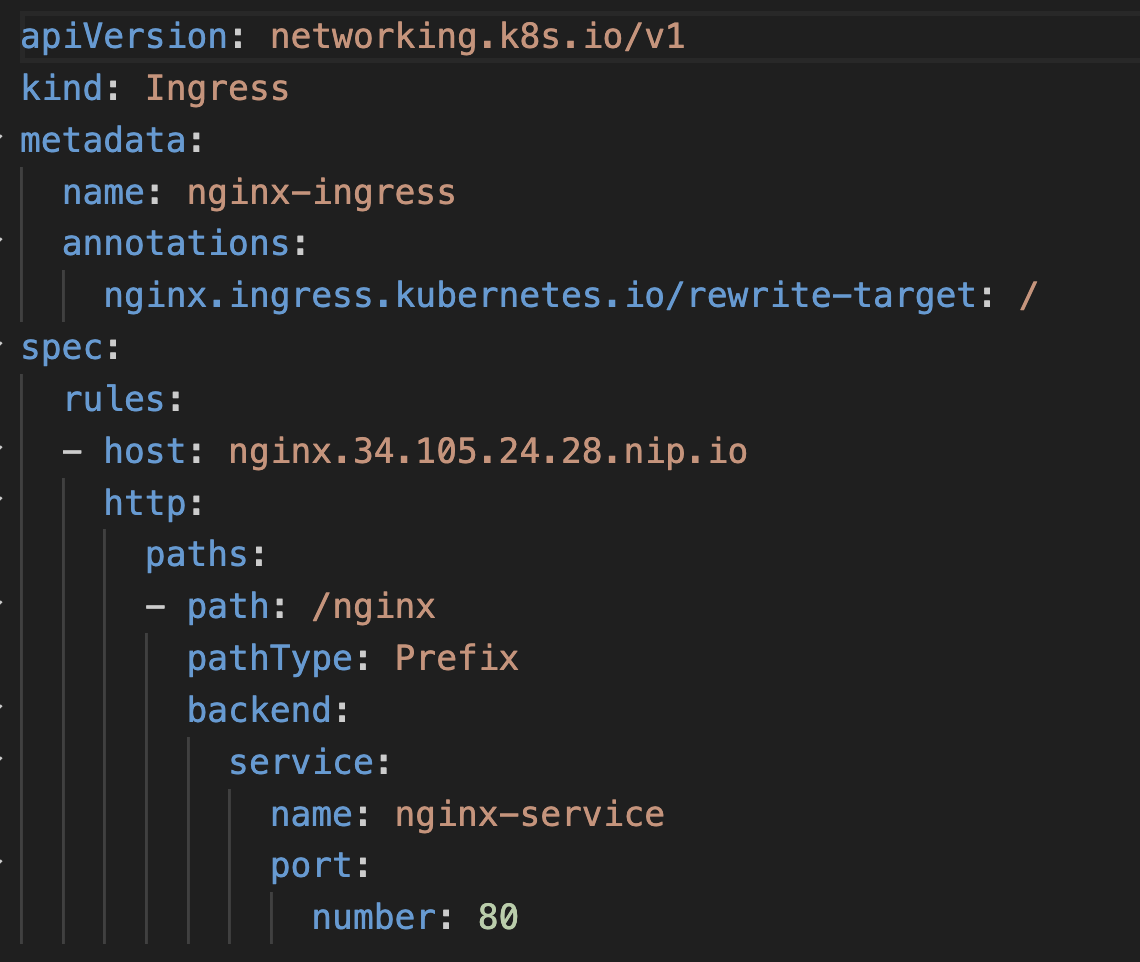 apiVersion: networking.k8s.io/v1
kind: Ingress
metadata:
  name: nginx-ingress
  annotations:
    nginx.ingress.kubernetes.io/rewrite-target: /
spec:
  rules:
  - host: nginx.34.105.24.28.nip.io
    http:
      paths:
      - path: /nginx
        pathType: Prefix
        backend:
          service:
            name: nginx-service
            port:
              number: 80